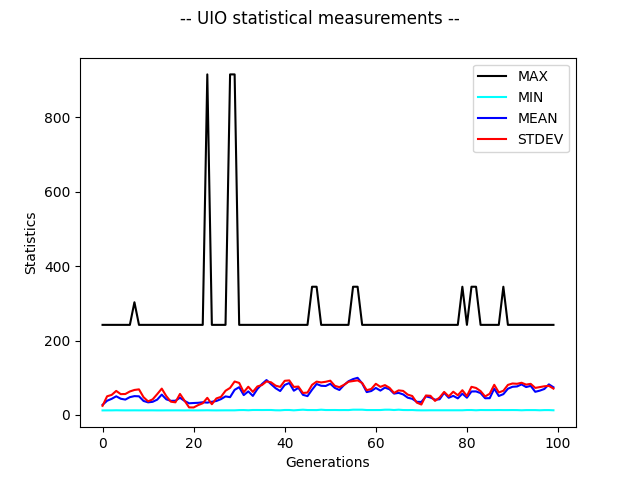 -- UIO statistical measurements --
MAX
MIN
MEAN
STDEV
Statistics
800
600
400
200
0
0 20 40 60 80 100
Generations